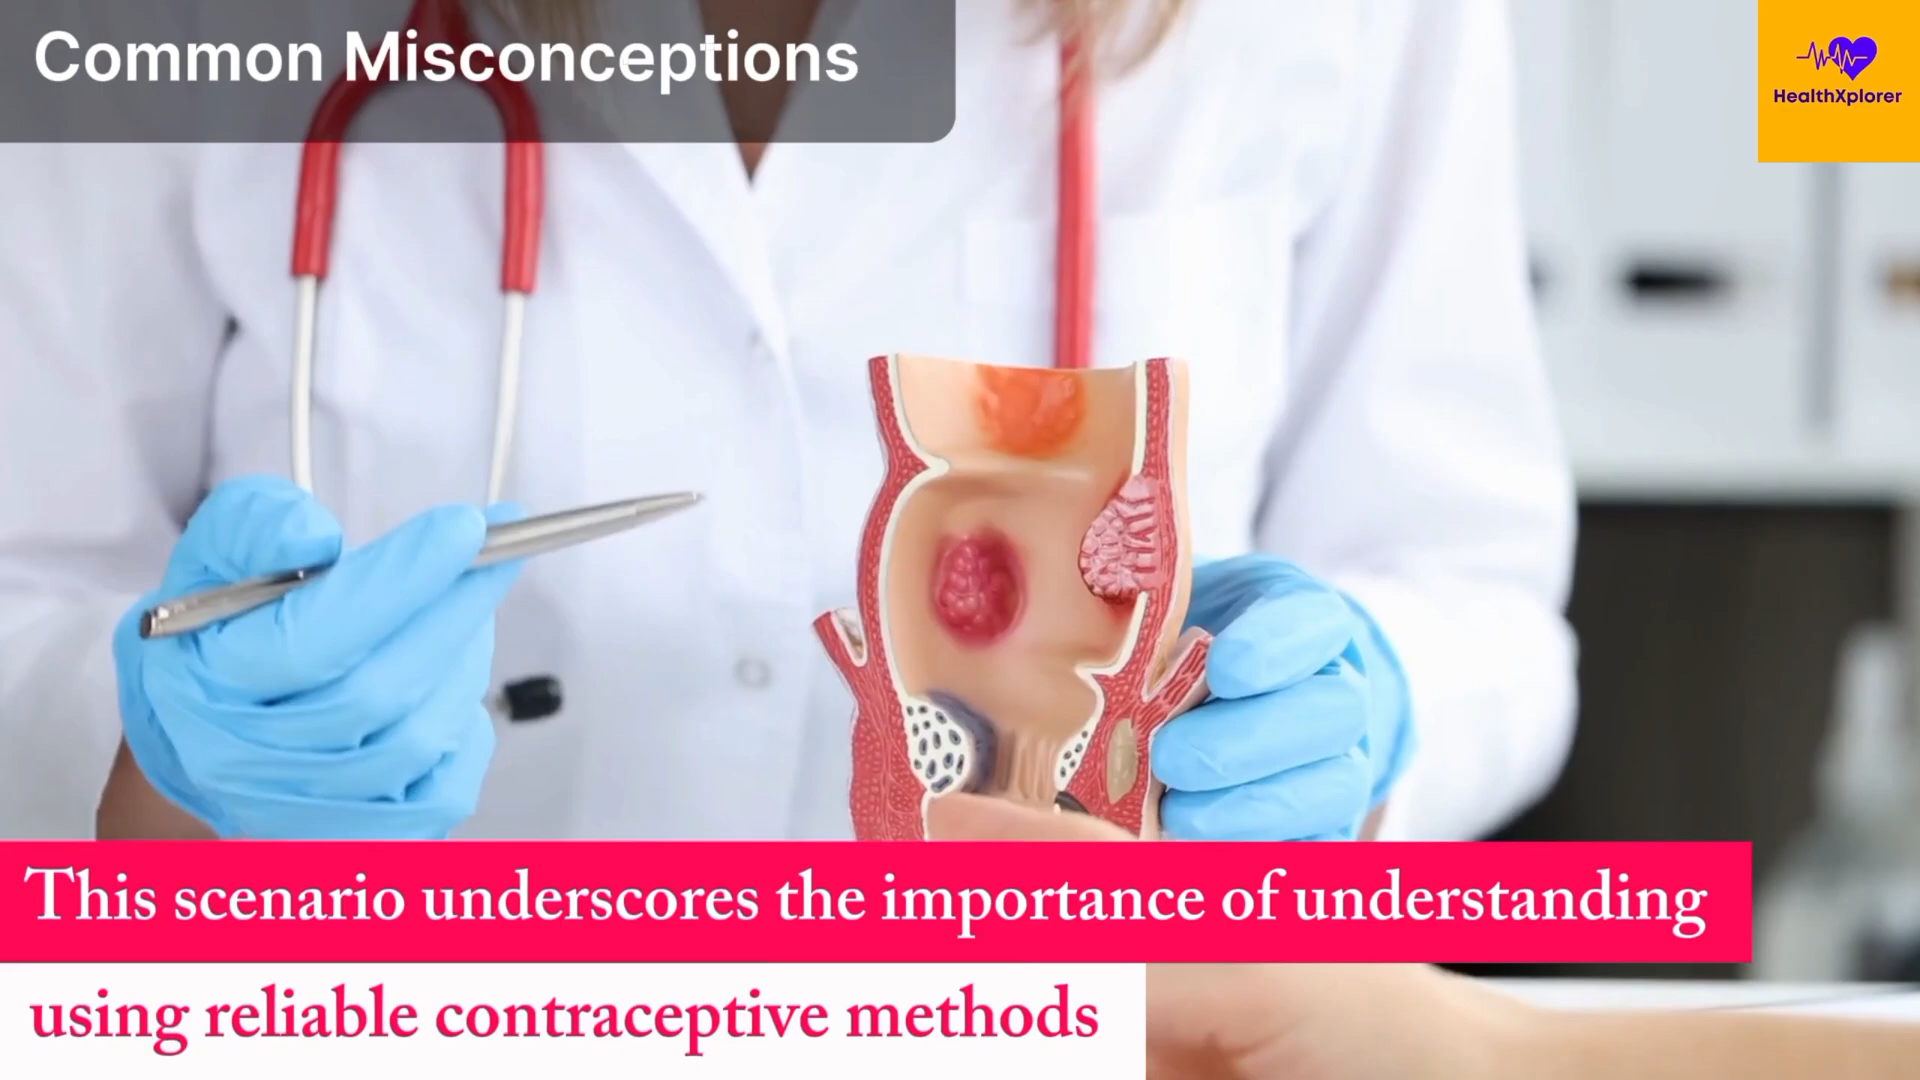 Common Misconceptions
HealthXplorer
This scenario underscores the importance of understanding
using reliable contraceptive methods